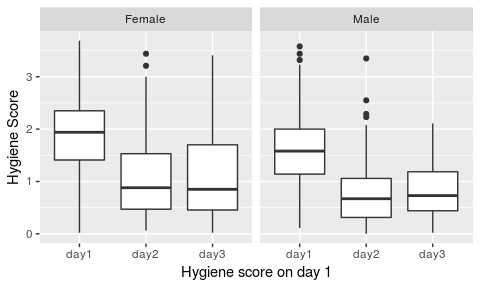 Female
Male
Hygiene Score
3
2
1
0
day1
day2
day3
day1
day2
day3
Hygiene score on day 1